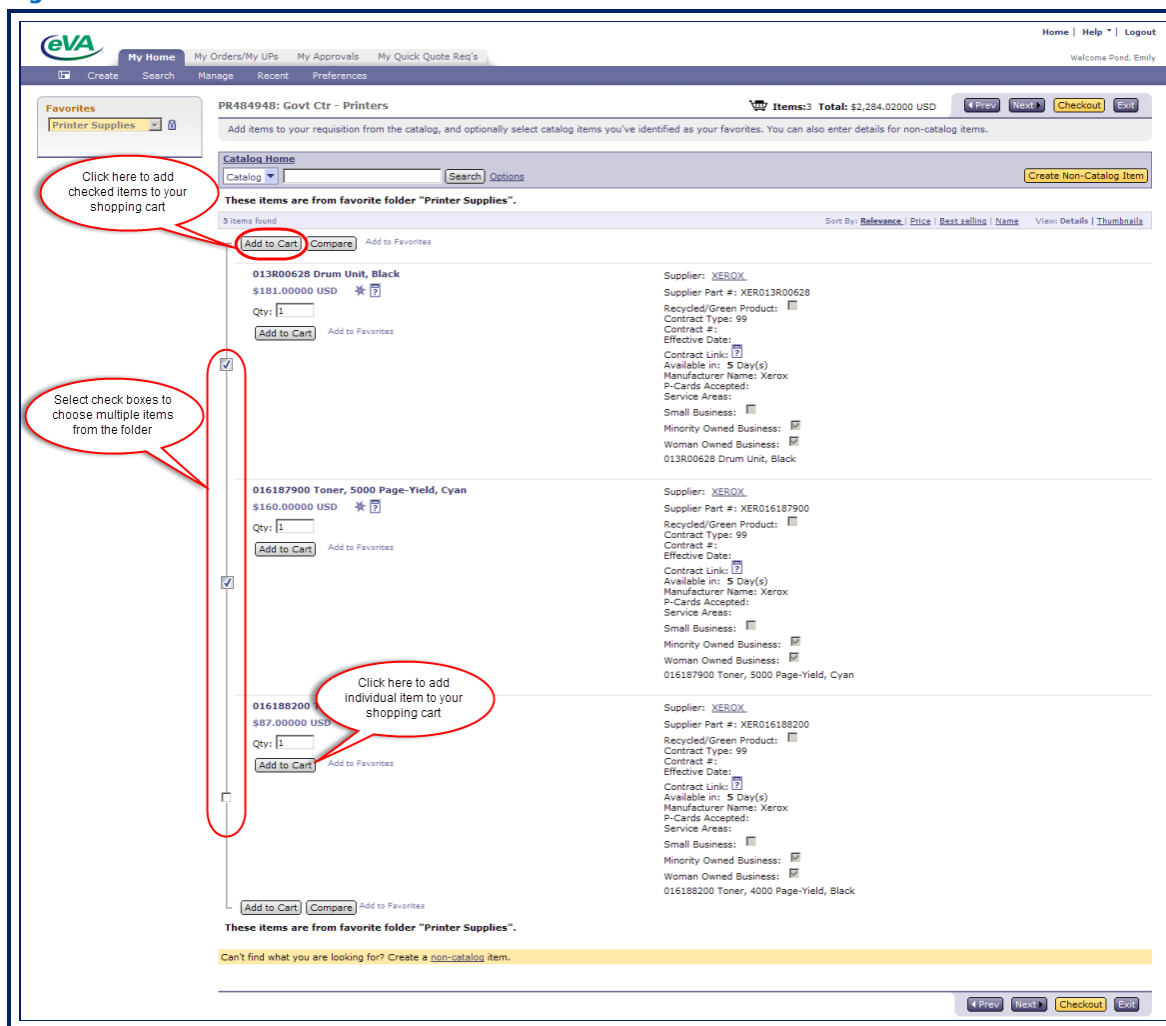 eVA
Home | Help | Logout
My Home My Orders/My UPs My Approvals My Quick Quote Req's
Welcome Pond, Emily
Create Search Manage Recent Preferences
Favorites
Printer Supplies
PR484948: Govt Ctr - Printers
Items:3 Total: $2,284.02000 USD
Prev Next Checkout Exit
Add items to your requisition from the catalog, and optionally select catalog items you've identified as your favorites. You can also enter details for non-catalog items.
Catalog Home
Catalog Search Options
Create Non-Catalog Item
These items are from favorite folder "Printer Supplies".
5 items found
Sort By: Relevance | Price | Best selling | Name View: Details | Thumbnails
Click here to add
checked items to your
shopping cart
Add to Cart Compare Add to Favorites
013R00628 Drum Unit, Black
$181.00000 USD ?
Qty: 1
Add to Cart Add to Favorites
Supplier: XEROX
Supplier Part #: XER013R00628
Recycled/Green Product:
Contract Type: 99
Contract #:
Effective Date:
Contract Link: ?
Available in: 5 Day(s)
Manufacturer Name: Xerox
P-Cards Accepted:
Service Areas:
Small Business:
Minority Owned Business:
Woman Owned Business:
013R00628 Drum Unit, Black
Select check boxes to
choose multiple items
from the folder
016187900 Toner, 5000 Page-Yield, Cyan
$160.00000 USD ?
Qty: 1
Add to Cart Add to Favorites
Supplier: XEROX
Supplier Part #: XER016187900
Recycled/Green Product:
Contract Type: 99
Contract #:
Effective Date:
Contract Link: ?
Available in: 5 Day(s)
Manufacturer Name: Xerox
P-Cards Accepted:
Service Areas:
Small Business:
Minority Owned Business:
Woman Owned Business:
016187900 Toner, 5000 Page-Yield, Cyan
Click here to add
individual item to your
shopping cart
016188200
$87.00000 USD
Qty: 1
Add to Cart Add to Favorites
Supplier: XEROX
Supplier Part #: XER016188200
Recycled/Green Product:
Contract Type: 99
Contract #:
Effective Date:
Contract Link: ?
Available in: 5 Day(s)
Manufacturer Name: Xerox
P-Cards Accepted:
Service Areas:
Small Business:
Minority Owned Business:
Woman Owned Business:
016188200 Toner, 4000 Page-Yield, Black
Add to Cart Compare Add to Favorites
These items are from favorite folder "Printer Supplies".
Can't find what you are looking for? Create a non-catalog item.
Prev Next Checkout Exit